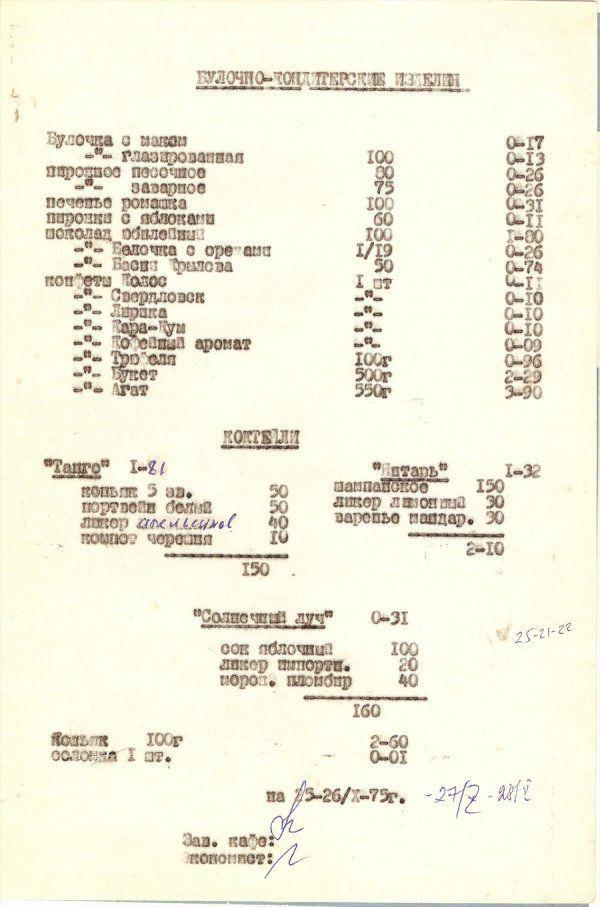 БУЛОЧНО-КОНДИТЕРСКИЕ ИЗДЕЛИЯ
Булочка с маком 0-17
-"- глазированная 100 0-13
пирожное песочное 80 0-26
-"- заварное 75 0-26
печенье ромашка 100 0-31
пирожки с яблоками 60 0-11
шоколад юбилейный 100 1-80
-"- Белочка с орехами 1/19 0-26
-"- Басни Крылова 50 0-74
конфеты Колос 1 шт 0-11
-"- Свердловск -"- 0-10
-"- Лирика -"- 0-10
-"- Кара-Кум -"- 0-10
-"- Кофейный аромат -"- 0-09
-"- Трюфеля 100г 0-96
-"- Букет 500г 2-29
-"- Агат 550г 3-90
КОКТЕЙЛИ
"Танго" 1-81
коньяк 5 зв. 50
портвейн белый 50
ликер апельсинов 40
компот черешня 10
150
"Янтарь" 1-32
шампанское 150
ликер лимонный 30
варенье мандар. 30
2-10
"Солнечный луч" 0-31
сок яблочный 100
ликер импортн. 20
морож. пломбир 40
160
25-21-22
Коньяк 100г 2-60
соломка 1 шт. 0-01
на 25-26/X-75г. -27/X - 28/X
Зав. кафе:
Экономист: